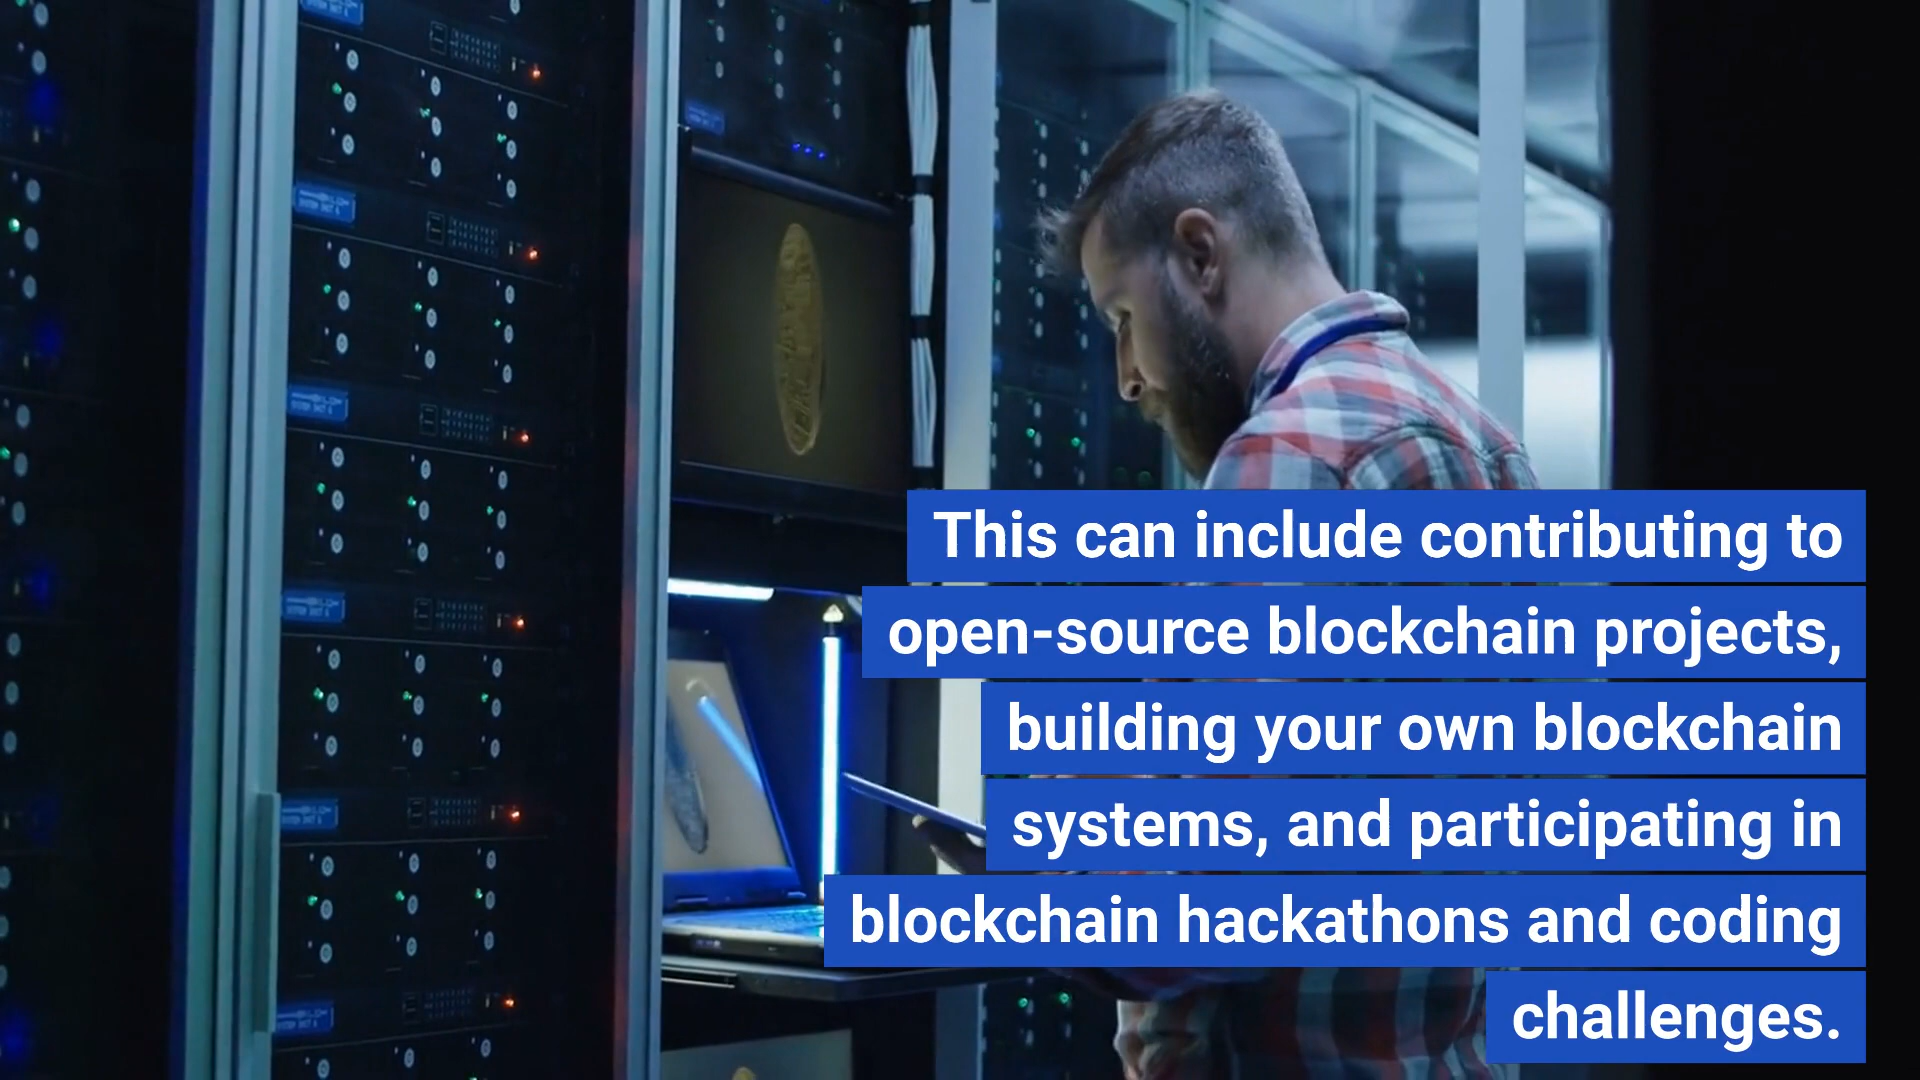 This can include contributing to
open-source blockchain projects,
building your own blockchain
systems, and participating in
blockchain hackathons and coding
challenges.